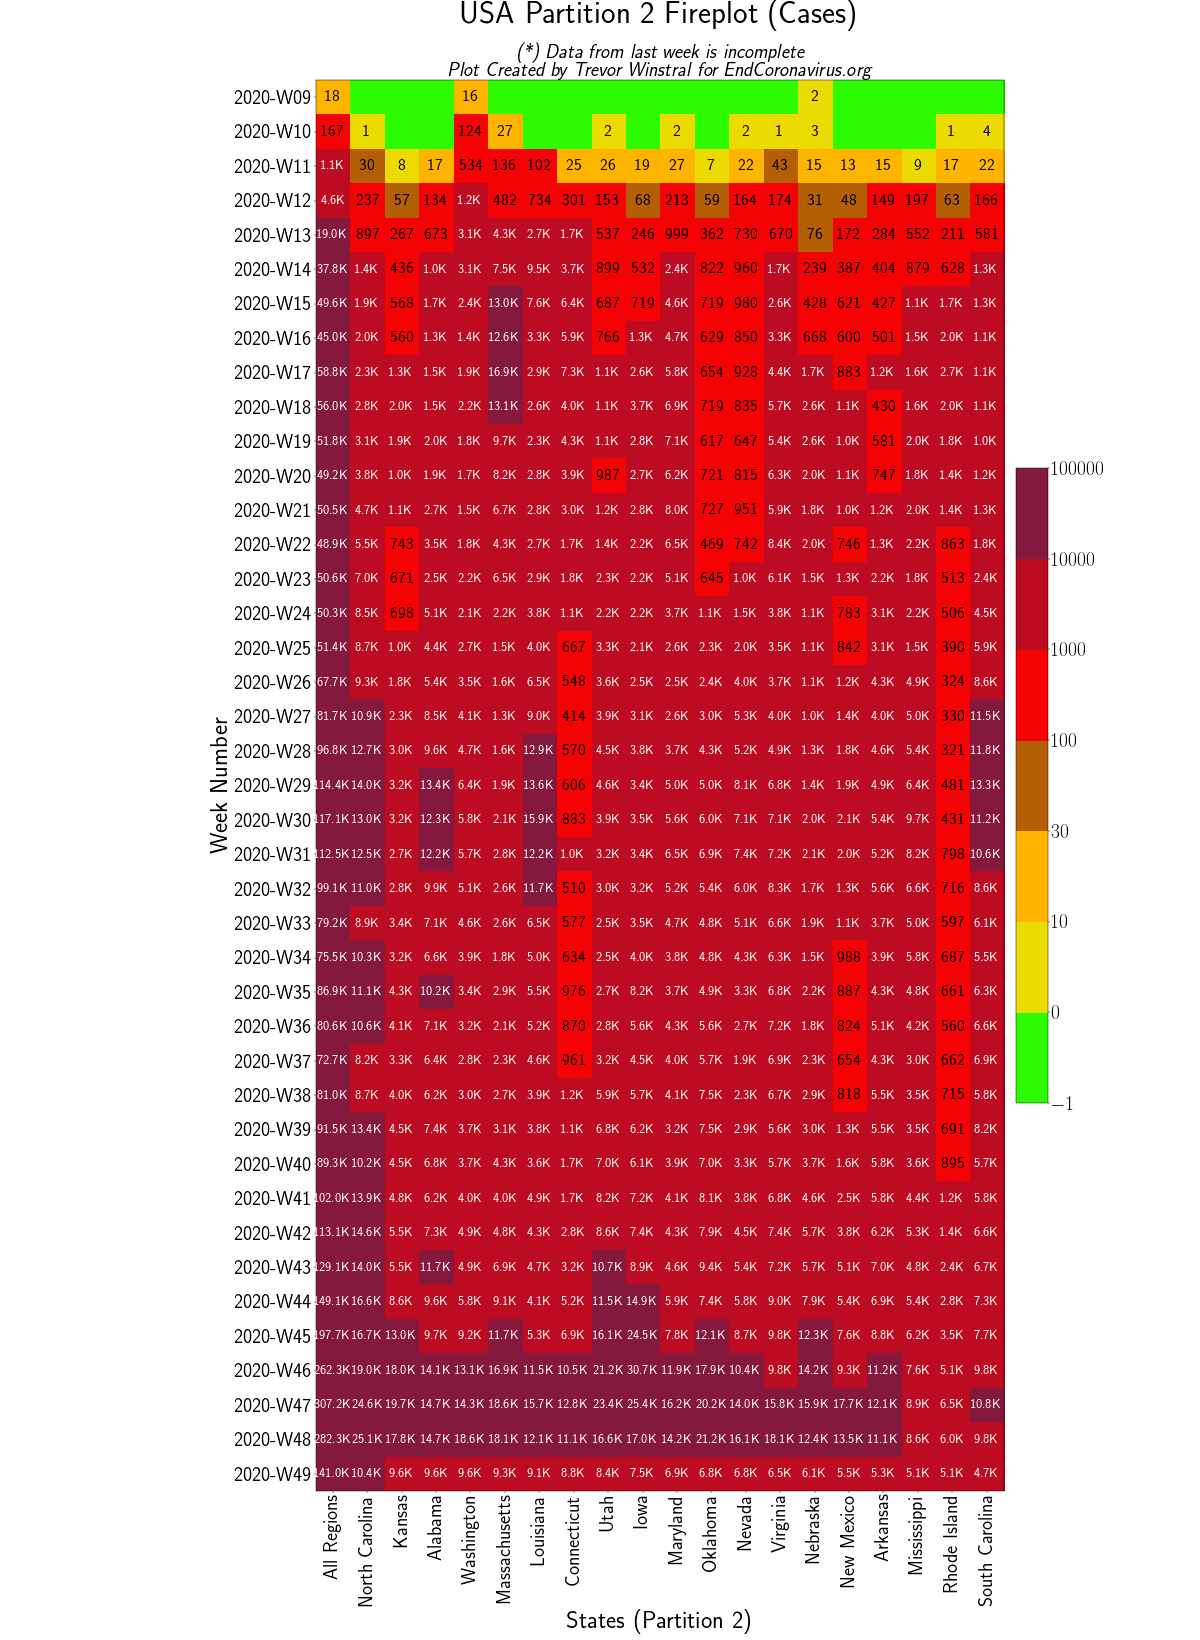 USA Partition 2 Fireplot (Cases)
(*) Data from last week is incomplete
Plot Created by Trevor Winstral for EndCoronavirus.org
2020-W09 18 16 2
2020-W10 167 1 124 27 2 2 2 1 3 1 4
2020-W11 1.1K 30 8 17 534 136 102 25 26 19 27 7 22 43 15 13 15 9 17 22
2020-W12 4.6K 237 57 134 1.2K 482 734 301 153 68 213 59 164 174 31 48 149 197 63 166
2020-W13 19.0K 897 267 673 3.1K 4.3K 2.7K 1.7K 537 246 999 362 730 670 76 172 284 552 211 581
2020-W14 37.8K 1.4K 436 1.0K 3.1K 7.5K 9.5K 3.7K 899 532 2.4K 822 960 1.7K 239 387 404 879 628 1.3K
2020-W15 49.6K 1.9K 568 1.7K 2.4K 13.0K 7.6K 6.4K 687 719 4.6K 719 980 2.6K 428 621 427 1.1K 1.7K 1.3K
2020-W16 45.0K 2.0K 560 1.3K 1.4K 12.6K 3.3K 5.9K 766 1.3K 4.7K 629 850 3.3K 668 600 501 1.5K 2.0K 1.1K
2020-W17 58.8K 2.3K 1.3K 1.5K 1.9K 16.9K 2.9K 7.3K 1.1K 2.6K 5.8K 654 928 4.4K 1.7K 883 1.2K 1.6K 2.7K 1.1K
2020-W18 56.0K 2.8K 2.0K 1.5K 2.2K 13.1K 2.6K 4.0K 1.1K 3.7K 6.9K 719 835 5.7K 2.6K 1.1K 430 1.6K 2.0K 1.1K
2020-W19 51.8K 3.1K 1.9K 2.0K 1.8K 9.7K 2.3K 4.3K 1.1K 2.8K 7.1K 617 647 5.4K 2.6K 1.0K 581 2.0K 1.8K 1.0K
2020-W20 49.2K 3.8K 1.0K 1.9K 1.7K 8.2K 2.8K 3.9K 987 2.7K 6.2K 721 815 6.3K 2.0K 1.1K 747 1.8K 1.4K 1.2K
2020-W21 50.5K 4.7K 1.1K 2.7K 1.5K 6.7K 2.8K 3.0K 1.2K 2.8K 8.0K 727 951 5.9K 1.8K 1.0K 1.2K 2.0K 1.4K 1.3K
2020-W22 48.9K 5.5K 743 3.5K 1.8K 4.3K 2.7K 1.7K 1.4K 2.2K 6.5K 469 742 8.4K 2.0K 746 1.3K 2.2K 863 1.8K
2020-W23 50.6K 7.0K 671 2.5K 2.2K 6.5K 2.9K 1.8K 2.3K 2.2K 5.1K 645 1.0K 6.1K 1.5K 1.3K 2.2K 1.8K 513 2.4K
2020-W24 50.3K 8.5K 698 5.1K 2.1K 2.2K 3.8K 1.1K 2.2K 2.2K 3.7K 1.1K 1.5K 3.8K 1.1K 783 3.1K 2.2K 506 4.5K
2020-W25 51.4K 8.7K 1.0K 4.4K 2.7K 1.5K 4.0K 667 3.3K 2.1K 2.6K 2.3K 2.0K 3.5K 1.1K 842 3.1K 1.5K 390 5.9K
2020-W26 67.7K 9.3K 1.8K 5.4K 3.5K 1.6K 6.5K 548 3.6K 2.5K 2.5K 2.4K 4.0K 3.7K 1.1K 1.2K 4.3K 4.9K 324 8.6K
2020-W27 81.7K 10.9K 2.3K 8.5K 4.1K 1.3K 9.0K 414 3.9K 3.1K 2.6K 3.0K 5.3K 4.0K 1.0K 1.4K 4.0K 5.0K 330 11.5K
2020-W28 96.8K 12.7K 3.0K 9.6K 4.7K 1.6K 12.9K 570 4.5K 3.8K 3.7K 4.3K 5.2K 4.9K 1.3K 1.8K 4.6K 5.4K 321 11.8K
2020-W29 114.4K 14.0K 3.2K 13.4K 6.4K 1.9K 13.6K 606 4.6K 3.4K 5.0K 5.0K 8.1K 6.8K 1.4K 1.9K 4.9K 6.4K 481 13.3K
2020-W30 117.1K 13.0K 3.2K 12.3K 5.8K 2.1K 15.9K 883 3.9K 3.5K 5.6K 6.0K 7.1K 7.1K 2.0K 2.1K 5.4K 9.7K 431 11.2K
2020-W31 112.5K 12.5K 2.7K 12.2K 5.7K 2.8K 12.2K 1.0K 3.2K 3.4K 6.5K 6.9K 7.4K 7.2K 2.1K 2.0K 5.2K 8.2K 798 10.6K
2020-W32 99.1K 11.0K 2.8K 9.9K 5.1K 2.6K 11.7K 510 3.0K 3.2K 5.2K 5.4K 6.0K 8.3K 1.7K 1.3K 5.6K 6.6K 716 8.6K
2020-W33 79.2K 8.9K 3.4K 7.1K 4.6K 2.6K 6.5K 577 2.5K 3.5K 4.7K 4.8K 5.1K 6.6K 1.9K 1.1K 3.7K 5.0K 597 6.1K
2020-W34 75.5K 10.3K 3.2K 6.6K 3.9K 1.8K 5.0K 634 2.5K 4.0K 3.8K 4.8K 4.3K 6.3K 1.5K 988 3.9K 5.8K 687 5.5K
2020-W35 86.9K 11.1K 4.3K 10.2K 3.4K 2.9K 5.5K 976 2.7K 8.2K 3.7K 4.9K 3.3K 6.8K 2.2K 887 4.3K 4.8K 661 6.3K
2020-W36 80.6K 10.6K 4.1K 7.1K 3.2K 2.1K 5.2K 870 2.8K 5.6K 4.3K 5.6K 2.7K 7.2K 1.8K 824 5.1K 4.2K 560 6.6K
2020-W37 72.7K 8.2K 3.3K 6.4K 2.8K 2.3K 4.6K 961 3.2K 4.5K 4.0K 5.7K 1.9K 6.9K 2.3K 654 4.3K 3.0K 662 6.9K
2020-W38 81.0K 8.7K 4.0K 6.2K 3.0K 2.7K 3.9K 1.2K 5.9K 5.7K 4.1K 7.5K 2.3K 6.7K 2.9K 818 5.5K 3.5K 715 5.8K
2020-W39 91.5K 13.4K 4.5K 7.4K 3.7K 3.1K 3.8K 1.1K 6.8K 6.2K 3.2K 7.5K 2.9K 5.6K 3.0K 1.3K 5.5K 3.5K 691 8.2K
2020-W40 89.3K 10.2K 4.5K 6.8K 3.7K 4.3K 3.6K 1.7K 7.0K 6.1K 3.9K 7.0K 3.3K 5.7K 3.7K 1.6K 5.8K 3.6K 895 5.7K
2020-W41 102.0K 13.9K 4.8K 6.2K 4.0K 4.0K 4.9K 1.7K 8.2K 7.2K 4.1K 8.1K 3.8K 6.8K 4.6K 2.5K 5.8K 4.4K 1.2K 5.8K
2020-W42 113.1K 14.6K 5.5K 7.3K 4.9K 4.8K 4.3K 2.8K 8.6K 7.4K 4.3K 7.9K 4.5K 7.4K 5.7K 3.8K 6.2K 5.3K 1.4K 6.6K
2020-W43 129.1K 14.0K 5.5K 11.7K 4.9K 6.9K 4.7K 3.2K 10.7K 8.9K 4.6K 9.4K 5.4K 7.2K 5.7K 5.1K 7.0K 4.8K 2.4K 6.7K
2020-W44 149.1K 16.6K 8.6K 9.6K 5.8K 9.1K 4.1K 5.2K 11.5K 14.9K 5.9K 7.4K 5.8K 9.0K 7.9K 5.4K 6.9K 5.4K 2.8K 7.3K
2020-W45 197.7K 16.7K 13.0K 9.7K 9.2K 11.7K 5.3K 6.9K 16.1K 24.5K 7.8K 12.1K 8.7K 9.8K 12.3K 7.6K 8.8K 6.2K 3.5K 7.7K
2020-W46 262.3K 19.0K 18.0K 14.1K 13.1K 16.9K 11.5K 10.5K 21.2K 30.7K 11.9K 17.9K 10.4K 9.8K 14.2K 9.3K 11.2K 7.6K 5.1K 9.8K
2020-W47 307.2K 24.6K 19.7K 14.7K 14.3K 18.6K 15.7K 12.8K 23.4K 25.4K 16.2K 20.2K 14.0K 15.8K 15.9K 17.7K 12.1K 8.9K 6.5K 10.8K
2020-W48 282.3K 25.1K 17.8K 14.7K 18.6K 18.1K 12.1K 11.1K 16.6K 17.0K 14.2K 21.2K 16.1K 18.1K 12.4K 13.5K 11.1K 8.6K 6.0K 9.8K
2020-W49 141.0K 10.4K 9.6K 9.6K 9.6K 9.3K 9.1K 8.8K 8.4K 7.5K 6.9K 6.8K 6.8K 6.5K 6.1K 5.5K 5.3K 5.1K 5.1K 4.7K
Week Number
All Regions
North Carolina
Kansas
Alabama
Washington
Massachusetts
Louisiana
Connecticut
Utah
Iowa
Maryland
Oklahoma
Nevada
Virginia
Nebraska
New Mexico
Arkansas
Mississippi
Rhode Island
South Carolina
States (Partition 2)
100000
10000
1000
100
30
10
0
−1